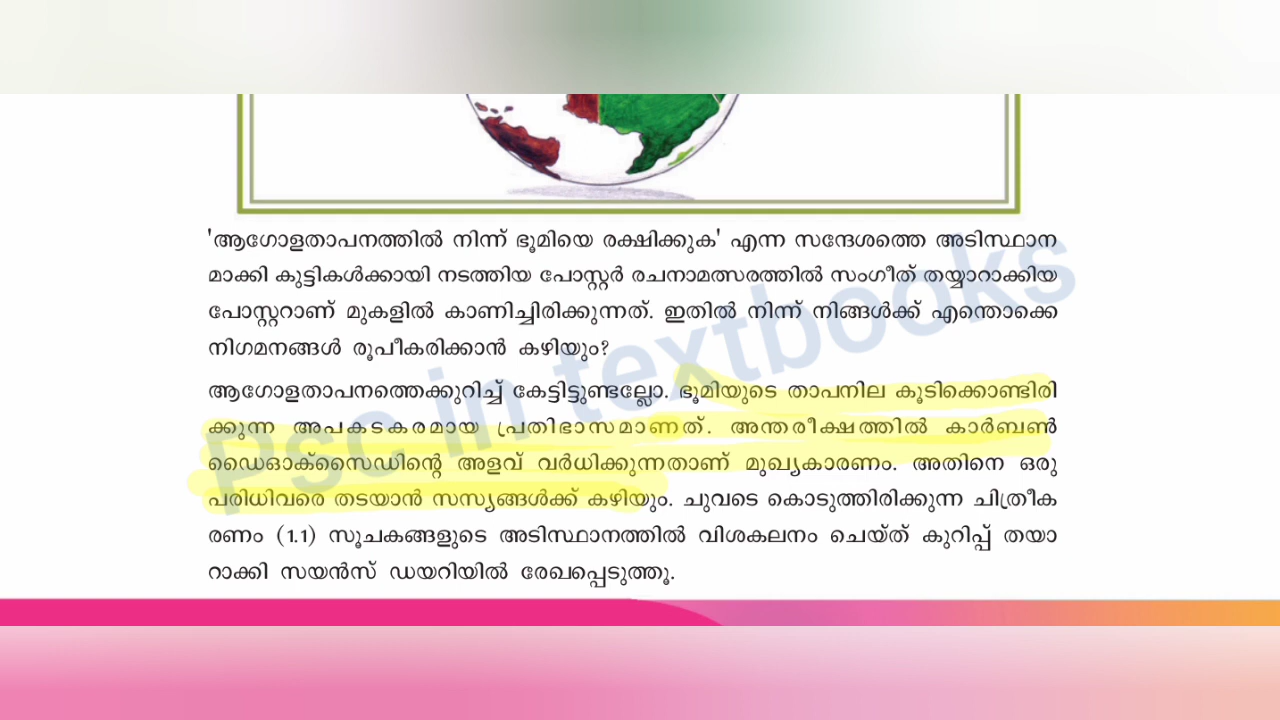 'ആഗോളതാപനത്തിൽ നിന്ന് ഭൂമിയെ രക്ഷിക്കുക' എന്ന സന്ദേശത്തെ അടിസ്ഥാന
മാക്കി കുട്ടികൾക്കായി നടത്തിയ പോസ്റ്റർ രചനാമത്സരത്തിൽ സംഗീത് തയ്യാറാക്കിയ
പോസ്റ്ററാണ് മുകളിൽ കാണിച്ചിരിക്കുന്നത്. ഇതിൽ നിന്ന് നിങ്ങൾക്ക് എന്തൊക്കെ
നിഗമനങ്ങൾ രൂപീകരിക്കാൻ കഴിയും?
ആഗോളതാപനത്തെക്കുറിച്ച് കേട്ടിട്ടുണ്ടല്ലോ. ഭൂമിയുടെ താപനില കൂടിക്കൊണ്ടിരി
ക്കുന്ന അപകടകരമായ പ്രതിഭാസമാണത്. അന്തരീക്ഷത്തിൽ കാർബൺ
ഡൈഓക്സൈഡിന്റെ അളവ് വർധിക്കുന്നതാണ് മുഖ്യകാരണം. അതിനെ ഒരു
പരിധിവരെ തടയാൻ സസ്യങ്ങൾക്ക് കഴിയും. ചുവടെ കൊടുത്തിരിക്കുന്ന ചിത്രീക
രണം (1.1) സൂചകങ്ങളുടെ അടിസ്ഥാനത്തിൽ വിശകലനം ചെയ്ത് കുറിപ്പ് തയാ
റാക്കി സയൻസ് ഡയറിയിൽ രേഖപ്പെടുത്തൂ.
Psc in textbooks